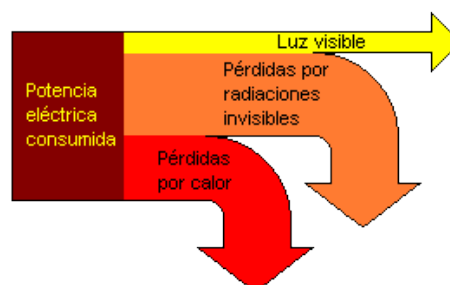 Luz visible
Pérdidas por
radiaciones
invisibles
Potencia
eléctrica
consumida
Pérdidas
por calor